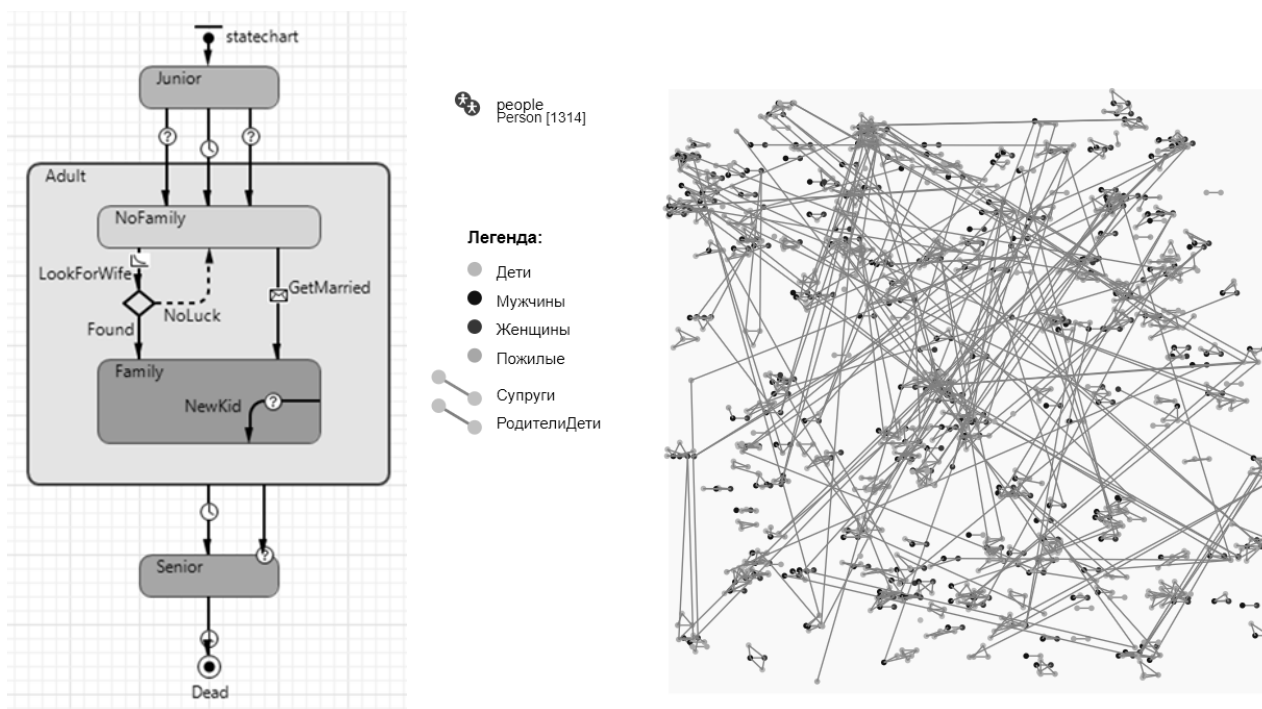 statechart
Junior
Adult
NoFamily
LookForWife
GetMarried
NoLuck
Found
Family
NewKid
Senior
Dead
people
Person [1314]
Легенда:
Дети
Мужчины
Женщины
Пожилые
Супруги
РодителиДети